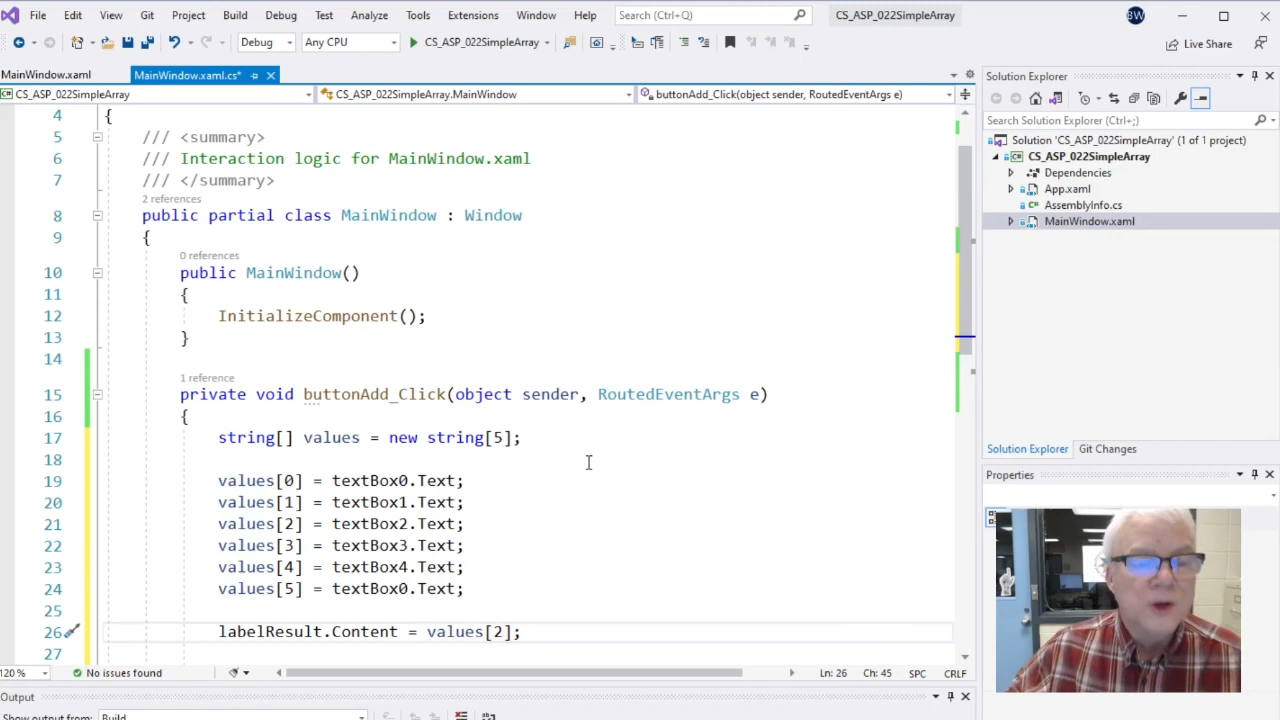 File Edit View Git Project Build Debug Test Analyze Tools Extensions Window Help Search (Ctrl+Q) CS_ASP_022SimpleArray BW
Debug Any CPU CS_ASP_022SimpleArray Live Share
MainWindow.xaml MainWindow.xaml.cs*
CS_ASP_022SimpleArray CS_ASP_022SimpleArray.MainWindow buttonAdd_Click(object sender, RoutedEventArgs e)
4 {
5 /// <summary>
6 /// Interaction logic for MainWindow.xaml
7 /// </summary>
2 references
8 public partial class MainWindow : Window
9 {
0 references
10 public MainWindow()
11 {
12 InitializeComponent();
13 }
14
1 reference
15 private void buttonAdd_Click(object sender, RoutedEventArgs e)
16 {
17 string[] values = new string[5];
18
19 values[0] = textBox0.Text;
20 values[1] = textBox1.Text;
21 values[2] = textBox2.Text;
22 values[3] = textBox3.Text;
23 values[4] = textBox4.Text;
24 values[5] = textBox0.Text;
25
26 labelResult.Content = values[2];
27
120 % No issues found Ln: 26 Ch: 45 SPC CRLF
Output
Show output from: Build
Solution Explorer
Search Solution Explorer (Ctrl+;)
Solution 'CS_ASP_022SimpleArray' (1 of 1 project)
CS_ASP_022SimpleArray
Dependencies
App.xaml
AssemblyInfo.cs
MainWindow.xaml
Solution Explorer Git Changes
Properties